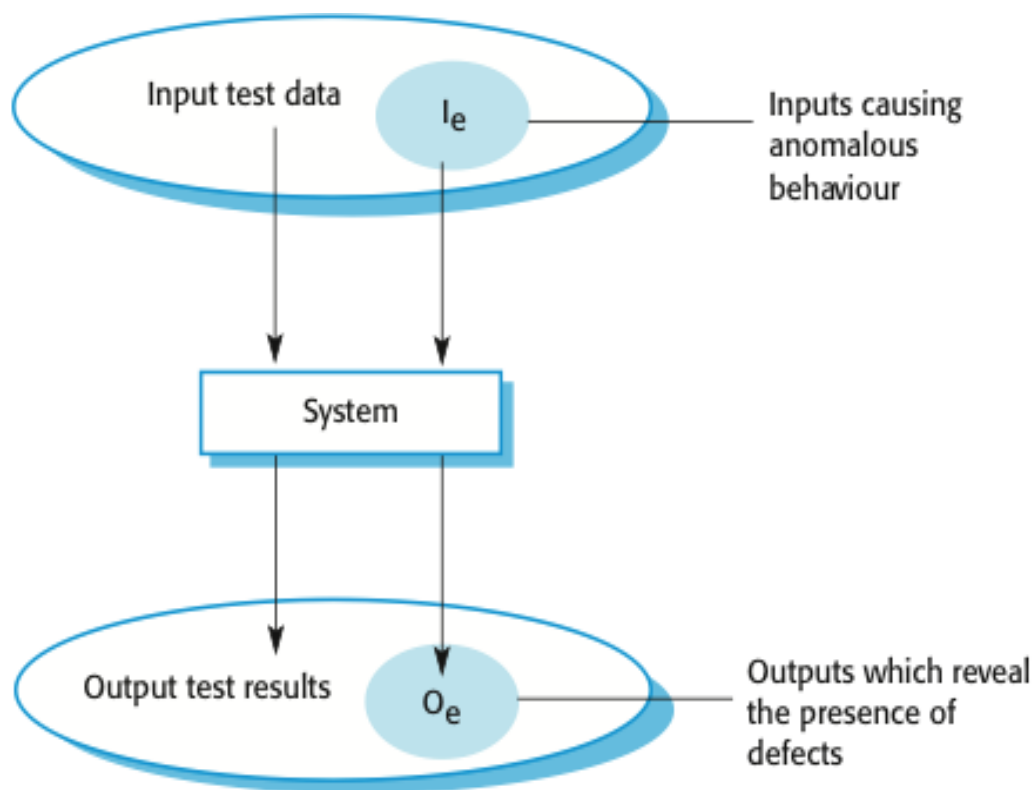 Input test data
Ie
Inputs causing
anomalous
behaviour
System
Output test results
Oe
Outputs which reveal
the presence of
defects